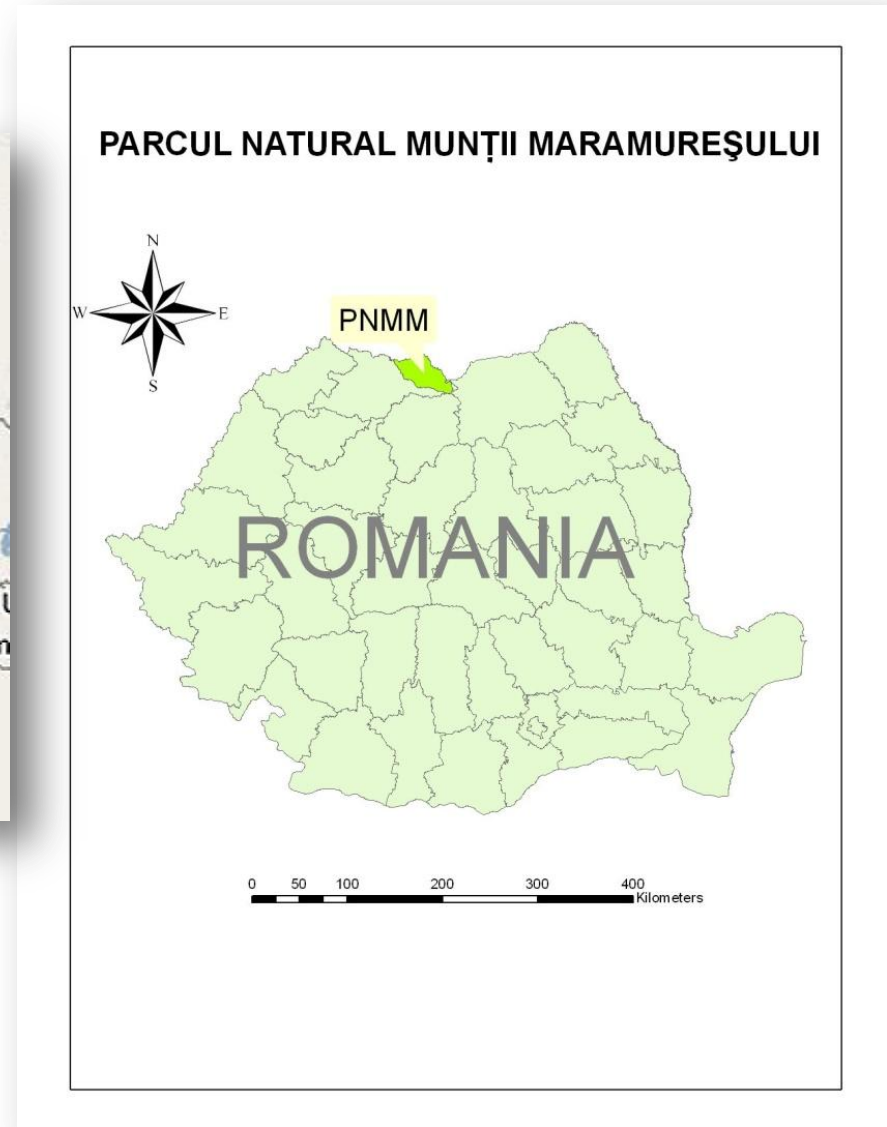 PARCUL NATURAL MUNȚII MARAMUREŞULUI
N
W E
S
PNMM
ROMANIA
0 50 100 200 300 400
Kilometers